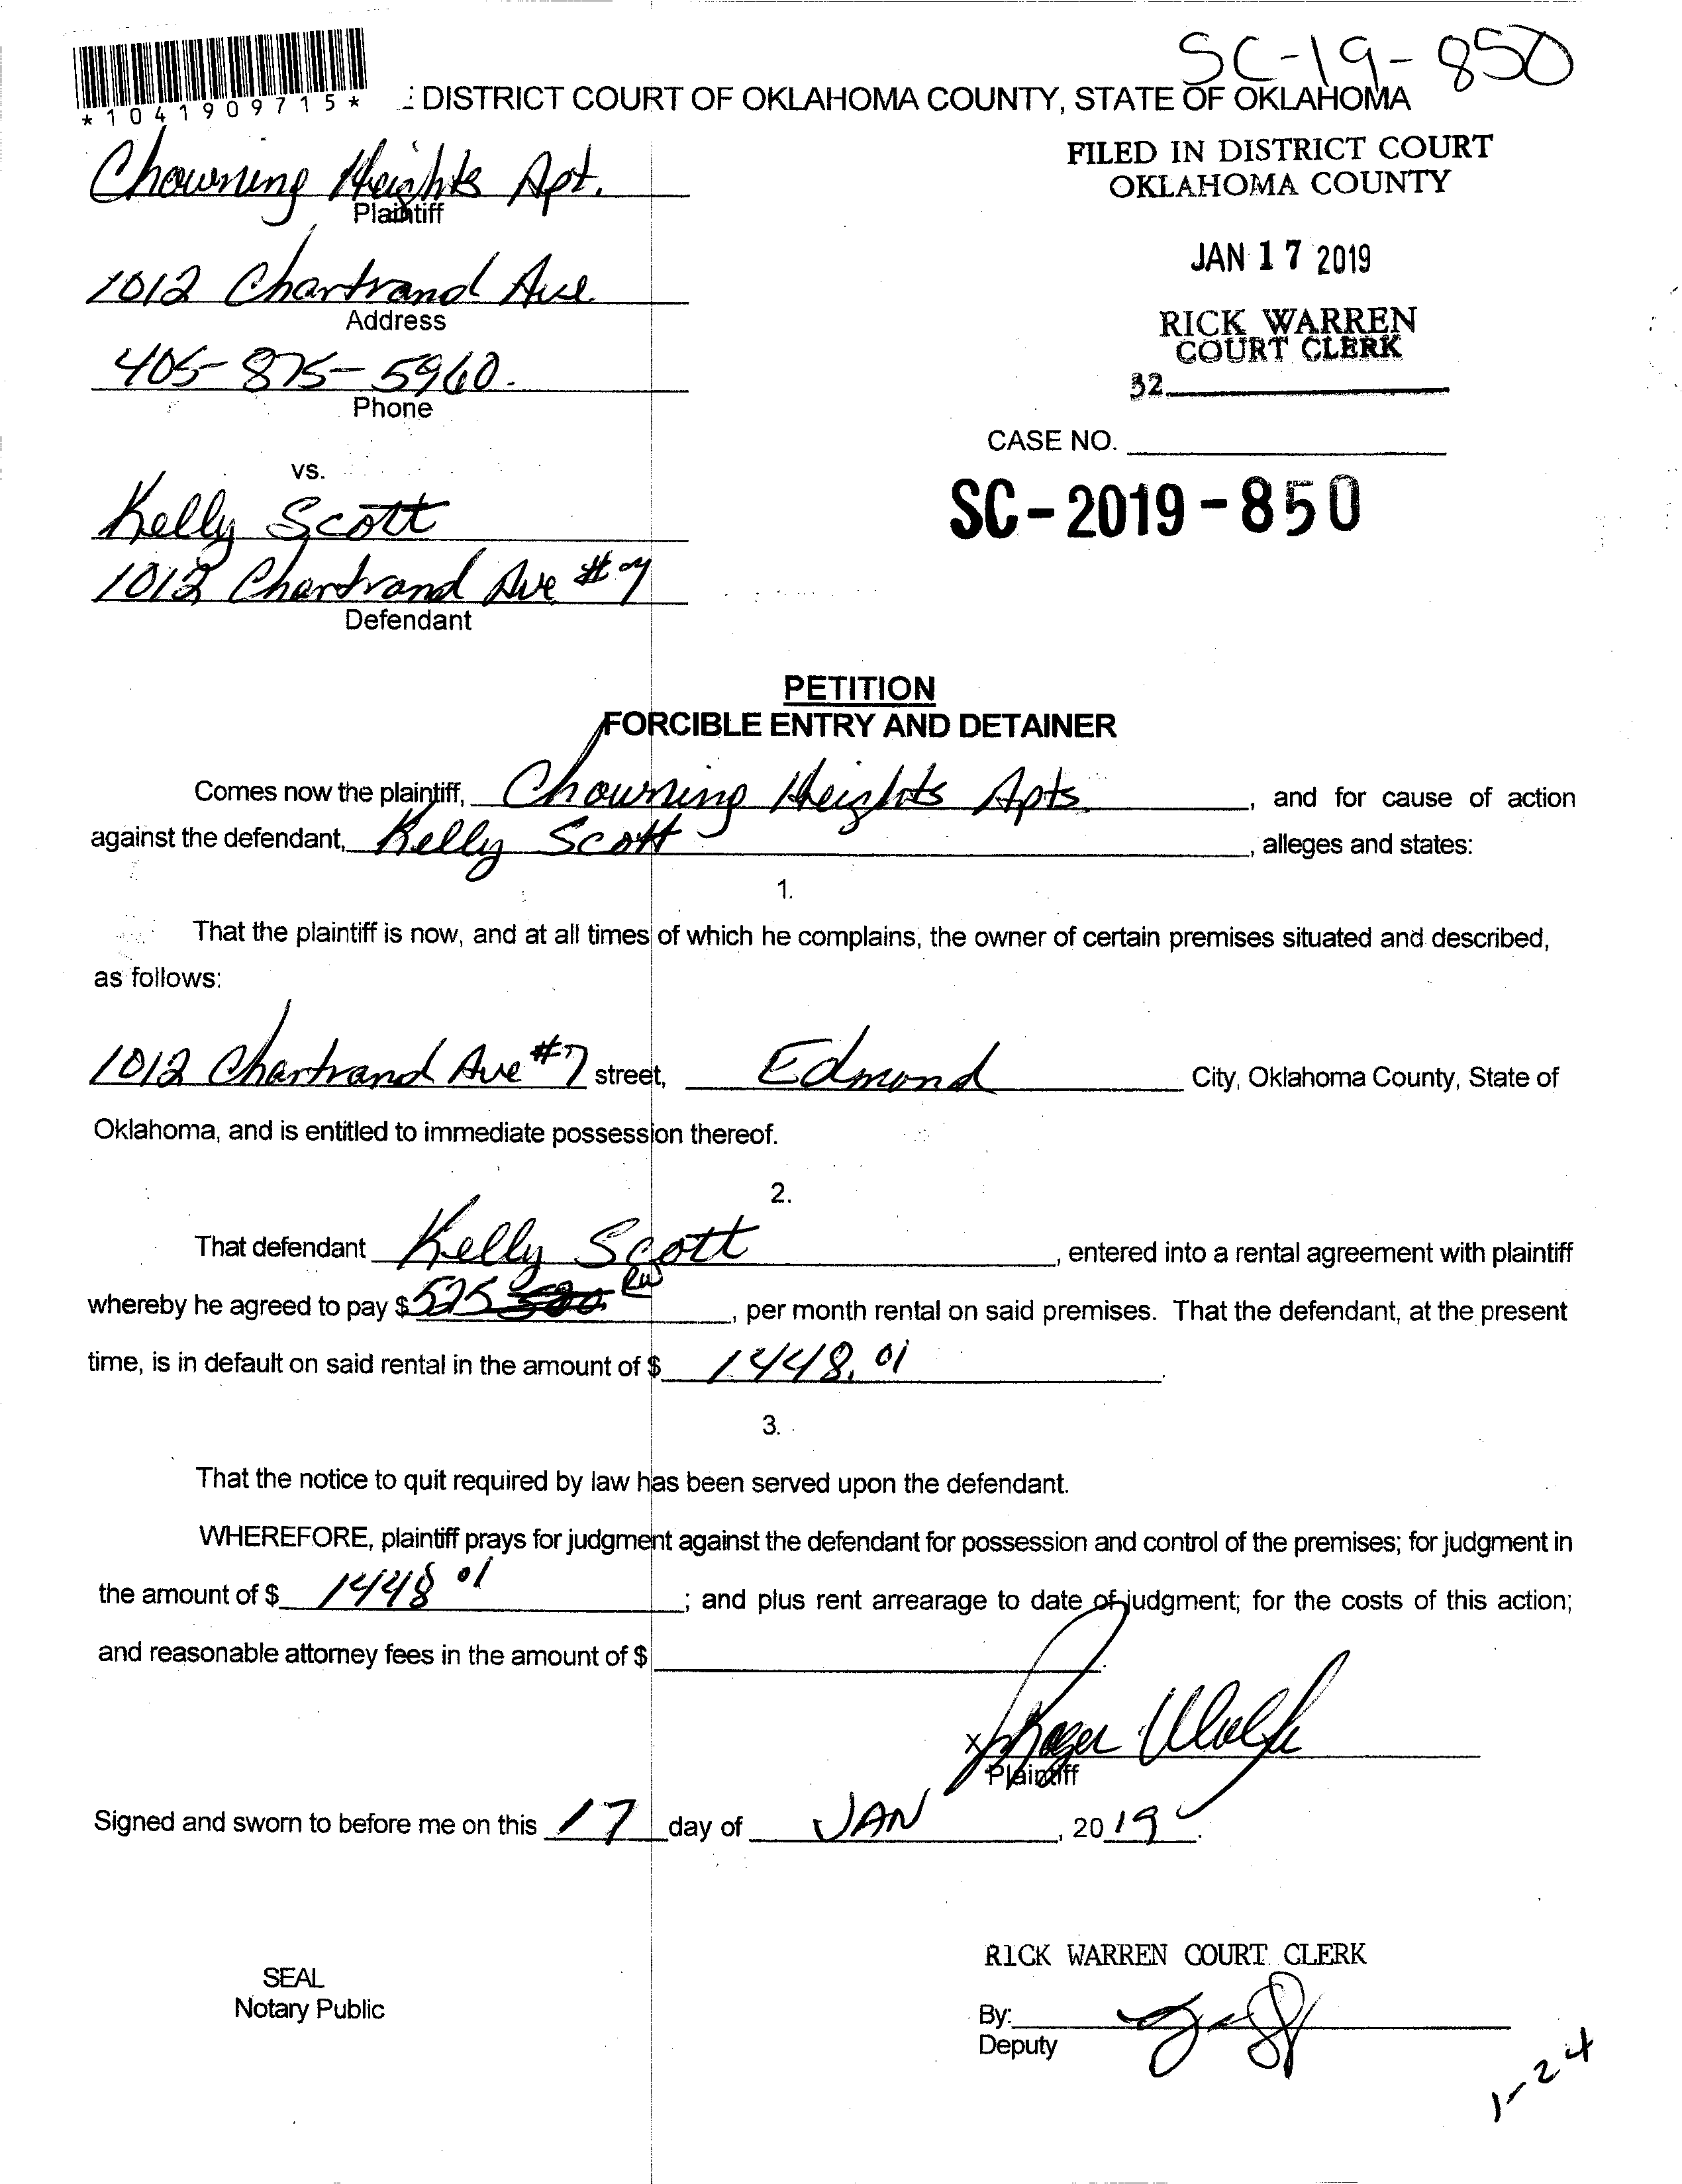 SC-19-850
*1041909715*
: DISTRICT COURT OF OKLAHOMA COUNTY, STATE OF OKLAHOMA
FILED IN DISTRICT COURT
OKLAHOMA COUNTY
Chowning Heights Apt.
Plaintiff
JAN 17 2019
1012 Chartrand Ave
Address
RICK WARREN
COURT CLERK
405-875-5960.
Phone
32
CASE NO.
vs.
SC-2019-850
Kelly Scott
1012 Chartrand Ave #7
Defendant
PETITION
FORCIBLE ENTRY AND DETAINER
Comes now the plaintiff, Chowning Heights Apts, and for cause of action
against the defendant, Kelly Scott, alleges and states:
1.
That the plaintiff is now, and at all times of which he complains, the owner of certain premises situated and described,
as follows:
1012 Chartrand Ave #7 street, Edmond City, Oklahoma County, State of
Oklahoma, and is entitled to immediate possession thereof.
2.
That defendant Kelly Scott, entered into a rental agreement with plaintiff
whereby he agreed to pay $525 RW, per month rental on said premises. That the defendant, at the present
time, is in default on said rental in the amount of $ 1448.01.
3.
That the notice to quit required by law has been served upon the defendant.
WHEREFORE, plaintiff prays for judgment against the defendant for possession and control of the premises; for judgment in
the amount of $ 1448 01; and plus rent arrearage to date of judgment; for the costs of this action;
and reasonable attorney fees in the amount of $.
x Roger Wolfe
Plaintiff
Signed and sworn to before me on this 17 day of JAN, 2019.
RICK WARREN COURT CLERK
SEAL
Notary Public
By:
Deputy
1-24